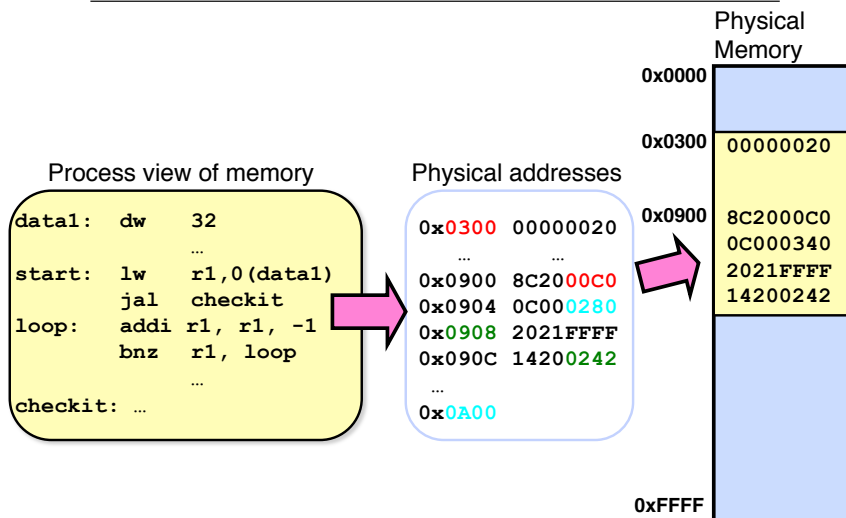 Physical
Memory
0x0000
0x0300 00000020
Process view of memory
Physical addresses
data1: dw 32
…
start: lw r1,0(data1)
jal checkit
loop: addi r1, r1, -1
bnz r1, loop
…
checkit: …
0x0300 00000020
… …
0x0900 8C2000C0
0x0904 0C000280
0x0908 2021FFFF
0x090C 14200242
…
0x0A00
0x0900 8C2000C0
0C000340
2021FFFF
14200242
0xFFFF